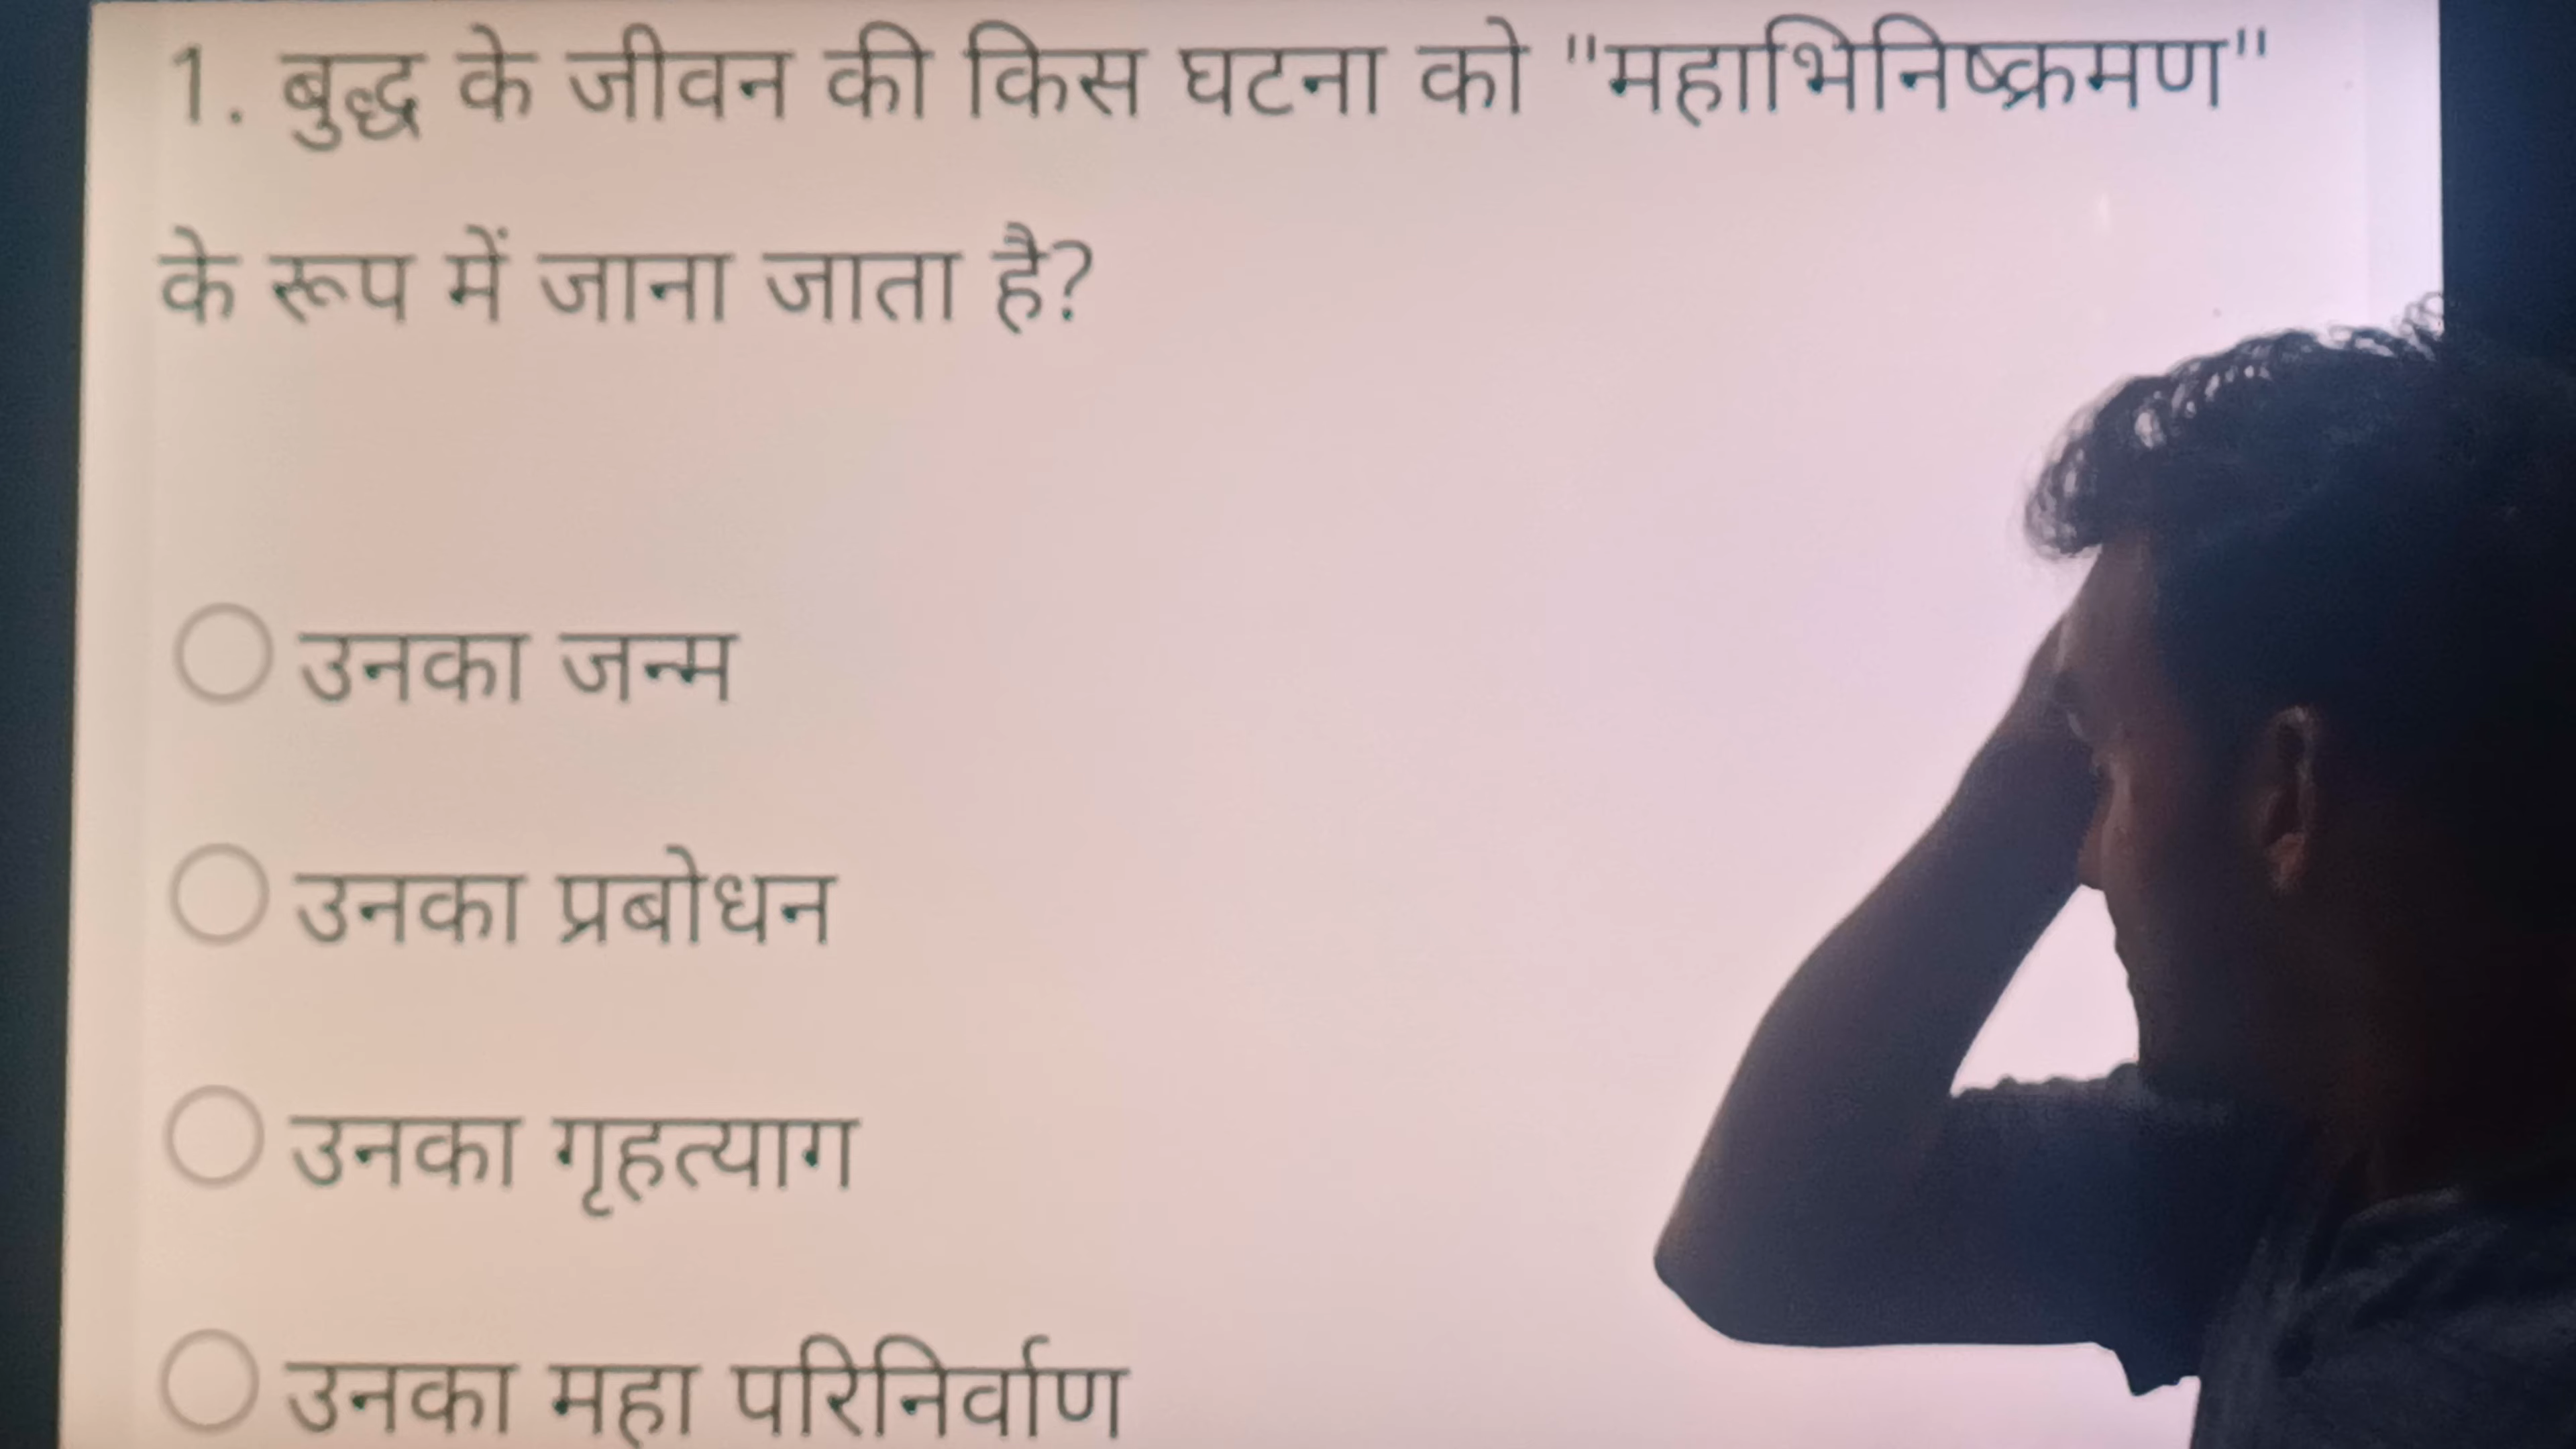 1. बुद्ध के जीवन की किस घटना को "महाभिनिष्क्रमण"
के रूप में जाना जाता है?
उनका जन्म
उनका प्रबोधन
उनका गृहत्याग
उनका महा परिनिर्वाण